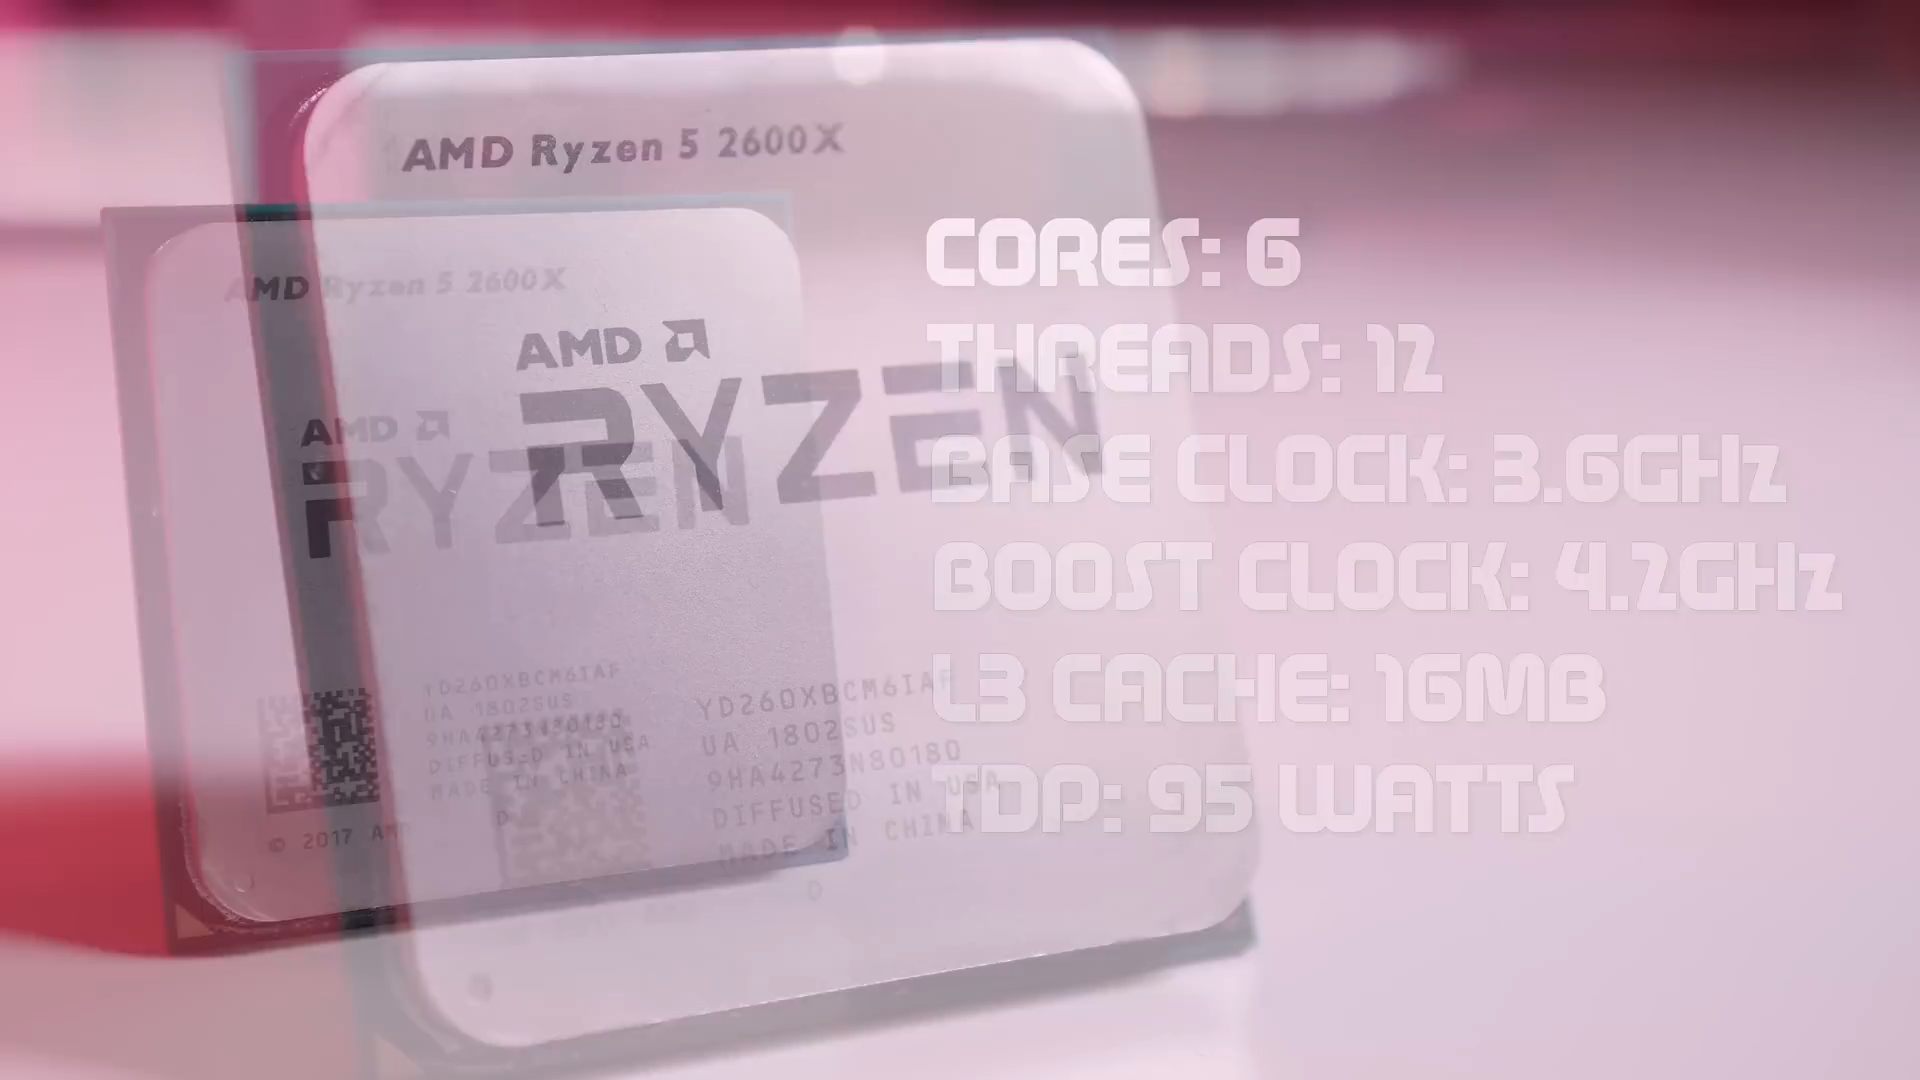 AMD Ryzen 5 2600X
AMD
RYZEN
YD260XBCM6IAF
UA 1802SUS
9HA4273N80180
DIFFUSED IN USA
MADE IN CHINA
D
AMD Ryzen 5 2600X
AMD
RYZEN
YD260XBCM6IAF
UA 1802SUS
9HA4273N80180
DIFFUSED IN USA
MADE IN CHINA
D
© 2017 AMD
CORES: 6
THREADS: 12
BASE CLOCK: 3.6GHz
BOOST CLOCK: 4.2GHz
L3 CACHE: 16MB
TDP: 95 WATTS